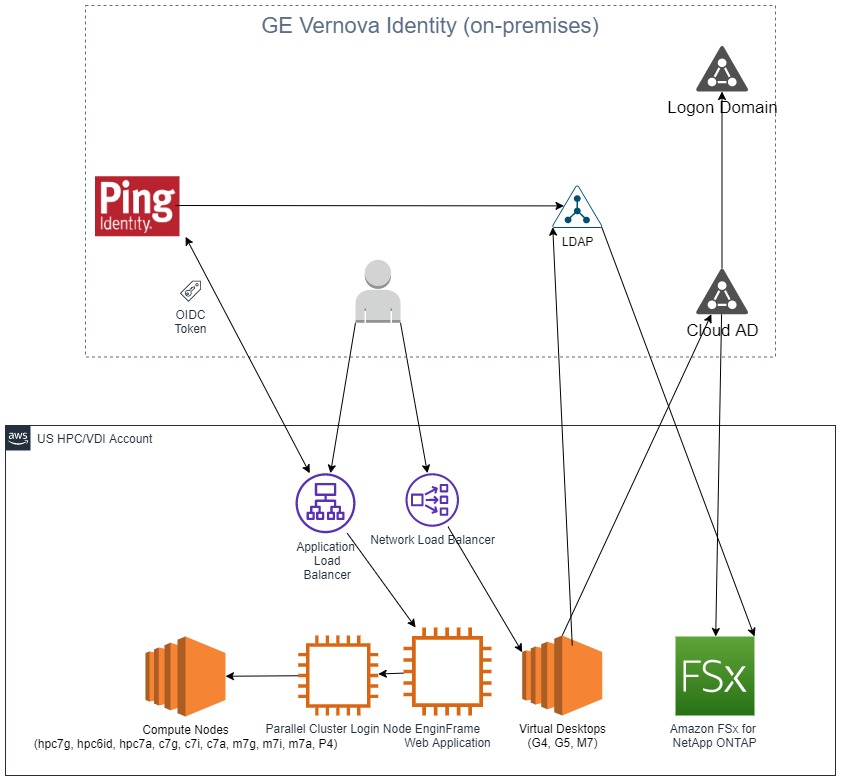 GE Vernova Identity (on-premises)
Logon Domain
Ping
Identity.
LDAP
OIDC
Token
Cloud AD
aws
US HPC/VDI Account
Application
Load
Balancer
Network Load Balancer
FSx
Compute Nodes
(hpc7g, hpc6id, hpc7a, c7g, c7i, c7a, m7g, m7i, m7a, P4)
Parallel Cluster Login Node
EnginFrame
Web Application
Virtual Desktops
(G4, G5, M7)
Amazon FSx for
NetApp ONTAP